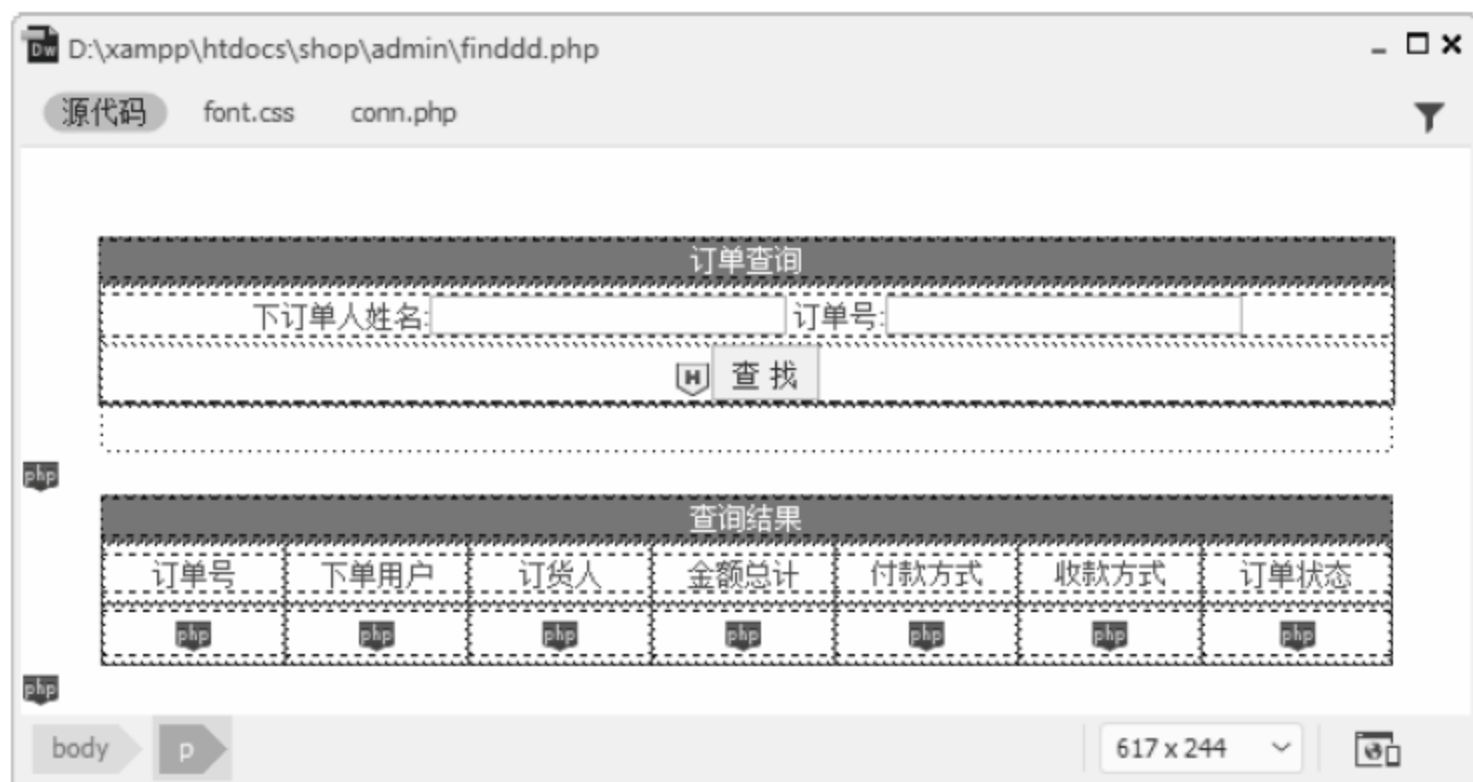 Dw D:\xampp\htdocs\shop\admin\finddd.php
源代码 font.css conn.php
订单查询
下订单人姓名: 订单号:
H 查 找
php
查询结果
订单号 下单用户 订货人 金额总计 付款方式 收款方式 订单状态
php php php php php php php
php
body p 617 x 244